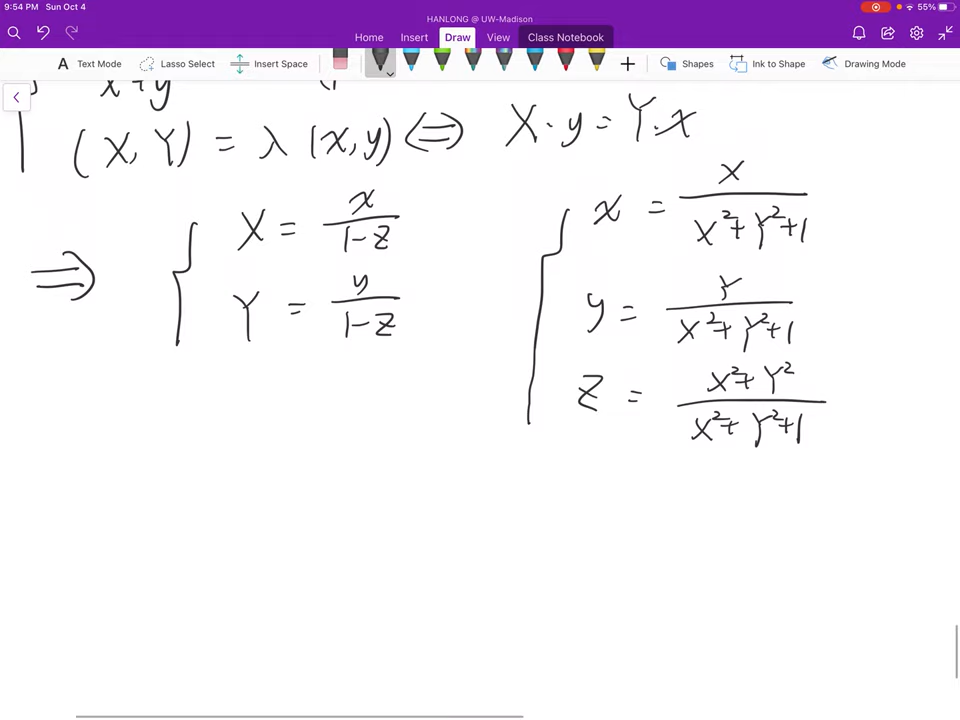 9:54 PM Sun Oct 4
55%
HANLONG @ UW-Madison
Home Insert Draw View Class Notebook
A Text Mode Lasso Select Insert Space Shapes Ink to Shape Drawing Mode
x+y
(X, Y) = λ (x, y) ⟺ X · y = Y · x
⇒ { X = x / (1-z)
Y = y / (1-z)
{ x = X / (X²+Y²+1)
y = Y / (X²+Y²+1)
z = (X²+Y²) / (X²+Y²+1)